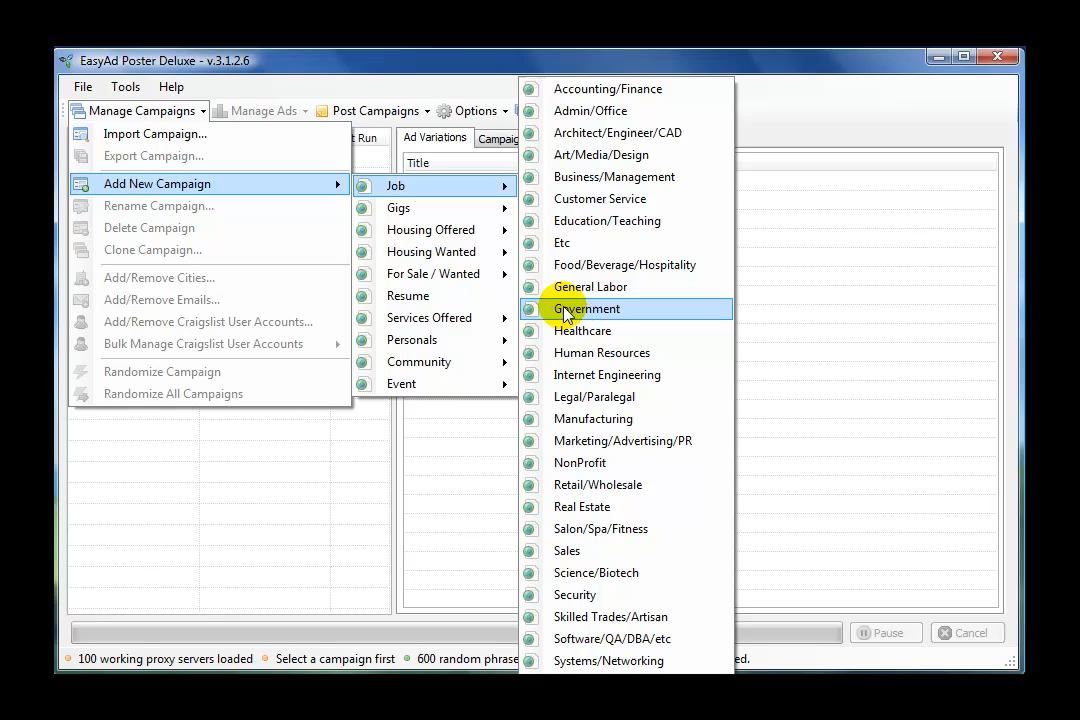 EasyAd Poster Deluxe - v.3.1.2.6
File Tools Help
Manage Campaigns Manage Ads Post Campaigns Options
Import Campaign...
Export Campaign...
Add New Campaign
Rename Campaign...
Delete Campaign
Clone Campaign...
Add/Remove Cities...
Add/Remove Emails...
Add/Remove Craigslist User Accounts...
Bulk Manage Craigslist User Accounts
Randomize Campaign
Randomize All Campaigns
t Run
Ad Variations Campaig
Title
Job
Gigs
Housing Offered
Housing Wanted
For Sale / Wanted
Resume
Services Offered
Personals
Community
Event
Accounting/Finance
Admin/Office
Architect/Engineer/CAD
Art/Media/Design
Business/Management
Customer Service
Education/Teaching
Etc
Food/Beverage/Hospitality
General Labor
Government
Healthcare
Human Resources
Internet Engineering
Legal/Paralegal
Manufacturing
Marketing/Advertising/PR
NonProfit
Retail/Wholesale
Real Estate
Salon/Spa/Fitness
Sales
Science/Biotech
Security
Skilled Trades/Artisan
Software/QA/DBA/etc
Systems/Networking
Pause Cancel
100 working proxy servers loaded Select a campaign first 600 random phrase ed.